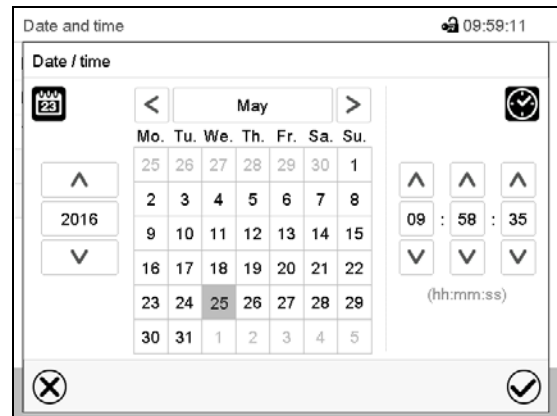 Date and time 09:59:11
Date / time
23
< May >
Mo. Tu. We. Th. Fr. Sa. Su.
25 26 27 28 29 30 1
2 3 4 5 6 7 8
2016 09 : 58 : 35
9 10 11 12 13 14 15
16 17 18 19 20 21 22
(hh:mm:ss)
23 24 25 26 27 28 29
30 31 1 2 3 4 5